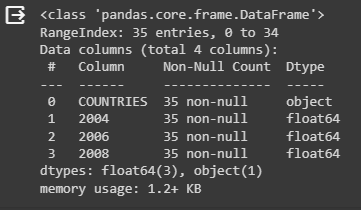 <class 'pandas.core.frame.DataFrame'>
RangeIndex: 35 entries, 0 to 34
Data columns (total 4 columns):
 #   Column     Non-Null Count  Dtype
---  ------     --------------  -----
 0   COUNTRIES  35 non-null     object
 1   2004       35 non-null     float64
 2   2006       35 non-null     float64
 3   2008       35 non-null     float64
dtypes: float64(3), object(1)
memory usage: 1.2+ KB